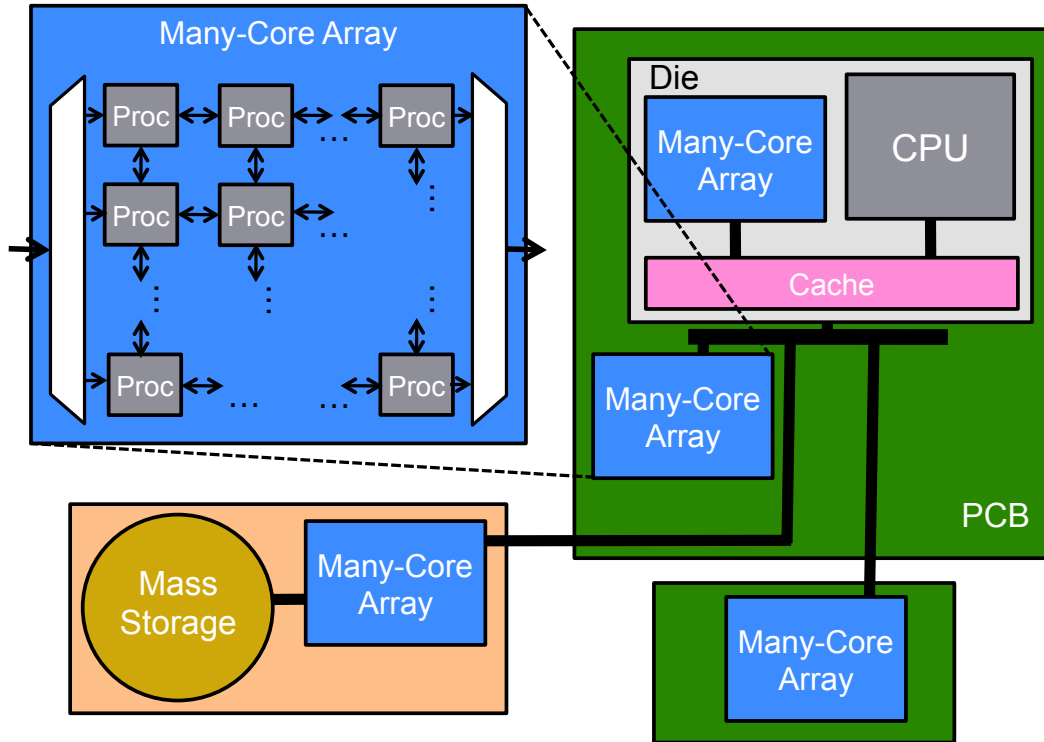 Many-Core Array
Proc
Proc
...
Proc
Proc
Proc
...
...
...
...
...
...
Proc
...
...
Proc
Die
Many-Core
Array
CPU
Cache
Many-Core
Array
PCB
Mass
Storage
Many-Core
Array
Many-Core
Array